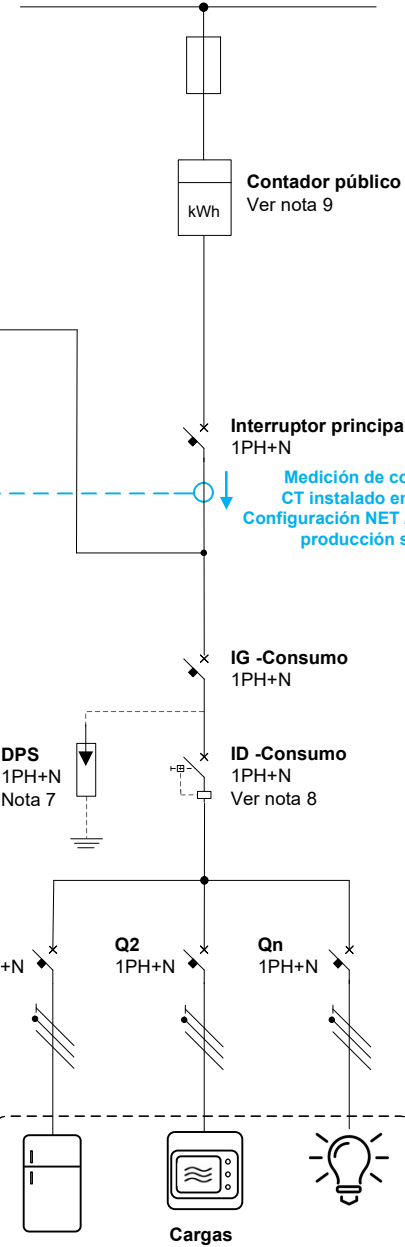 Contador público
Ver nota 9
kWh
Interruptor principa
1PH+N
Medición de co
CT instalado en
Configuración NET
producción s
IG -Consumo
1PH+N
DPS
1PH+N
Nota 7
ID -Consumo
1PH+N
Ver nota 8
+N
Q2
1PH+N
Qn
1PH+N
Cargas